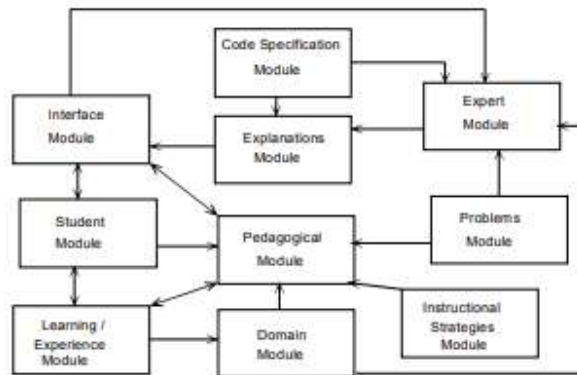 Code Specification
Module
Interface
Module
Explanations
Module
Expert
Module
Student
Module
Pedagogical
Module
Problems
Module
Learning /
Experience
Module
Domain
Module
Instructional
Strategies
Module